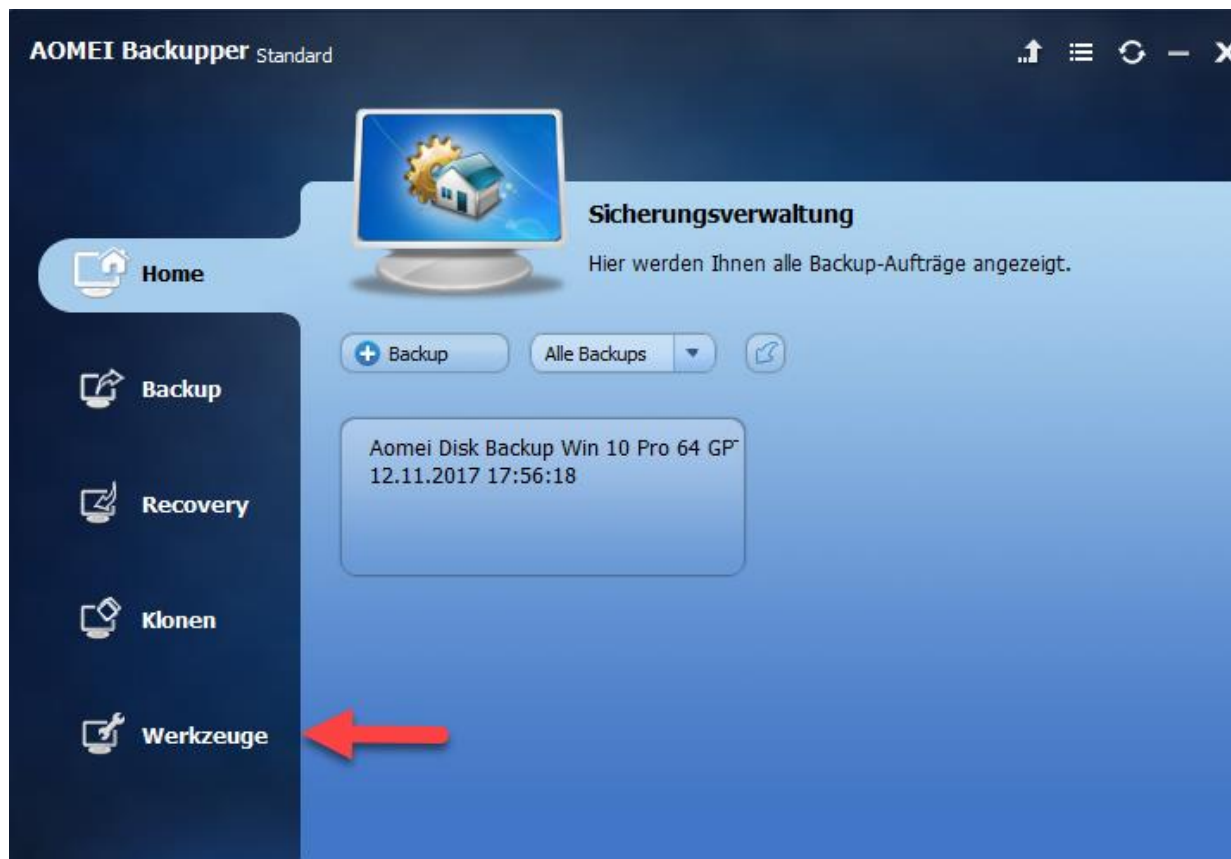 AOMEI Backupper Standard
Sicherungsverwaltung
Hier werden Ihnen alle Backup-Aufträge angezeigt.
Home
Backup
Alle Backups
Backup
Aomei Disk Backup Win 10 Pro 64 GPT
12.11.2017 17:56:18
Recovery
Klonen
Werkzeuge